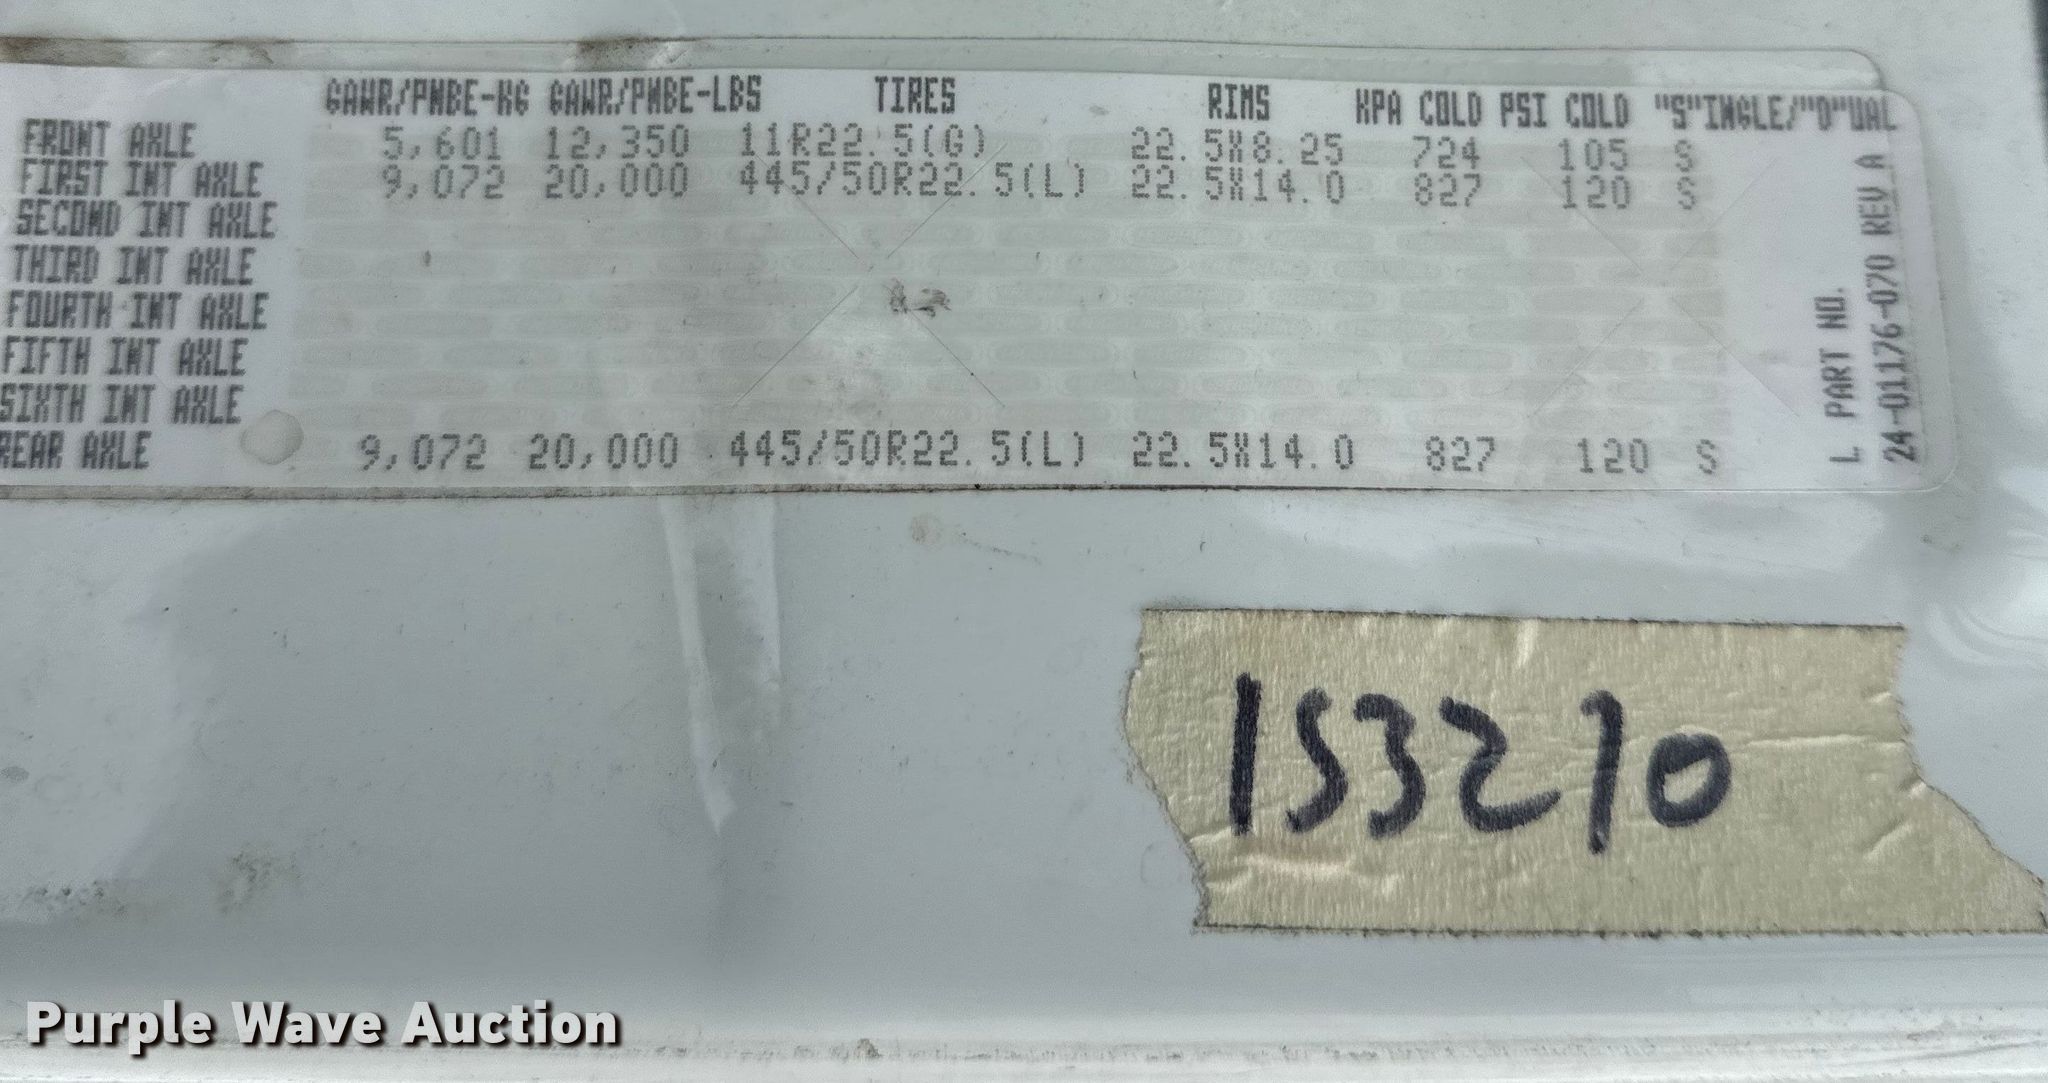 GAWR/PNBE-KG GAWR/PNBE-LBS TIRES RIMS KPA COLD PSI COLD "S"INGLE/"D"UAL
FRONT AXLE 5,601 12,350 11R22.5(G) 22.5X8.25 724 105 S
FIRST INT AXLE 9,072 20,000 445/50R22.5(L) 22.5X14.0 827 120 S
SECOND INT AXLE
THIRD INT AXLE
FOURTH INT AXLE
FIFTH INT AXLE
SIXTH INT AXLE
REAR AXLE 9,072 20,000 445/50R22.5(L) 22.5X14.0 827 120 S
L PART NO.
24-01176-070 REV A
153210
Purple Wave Auction